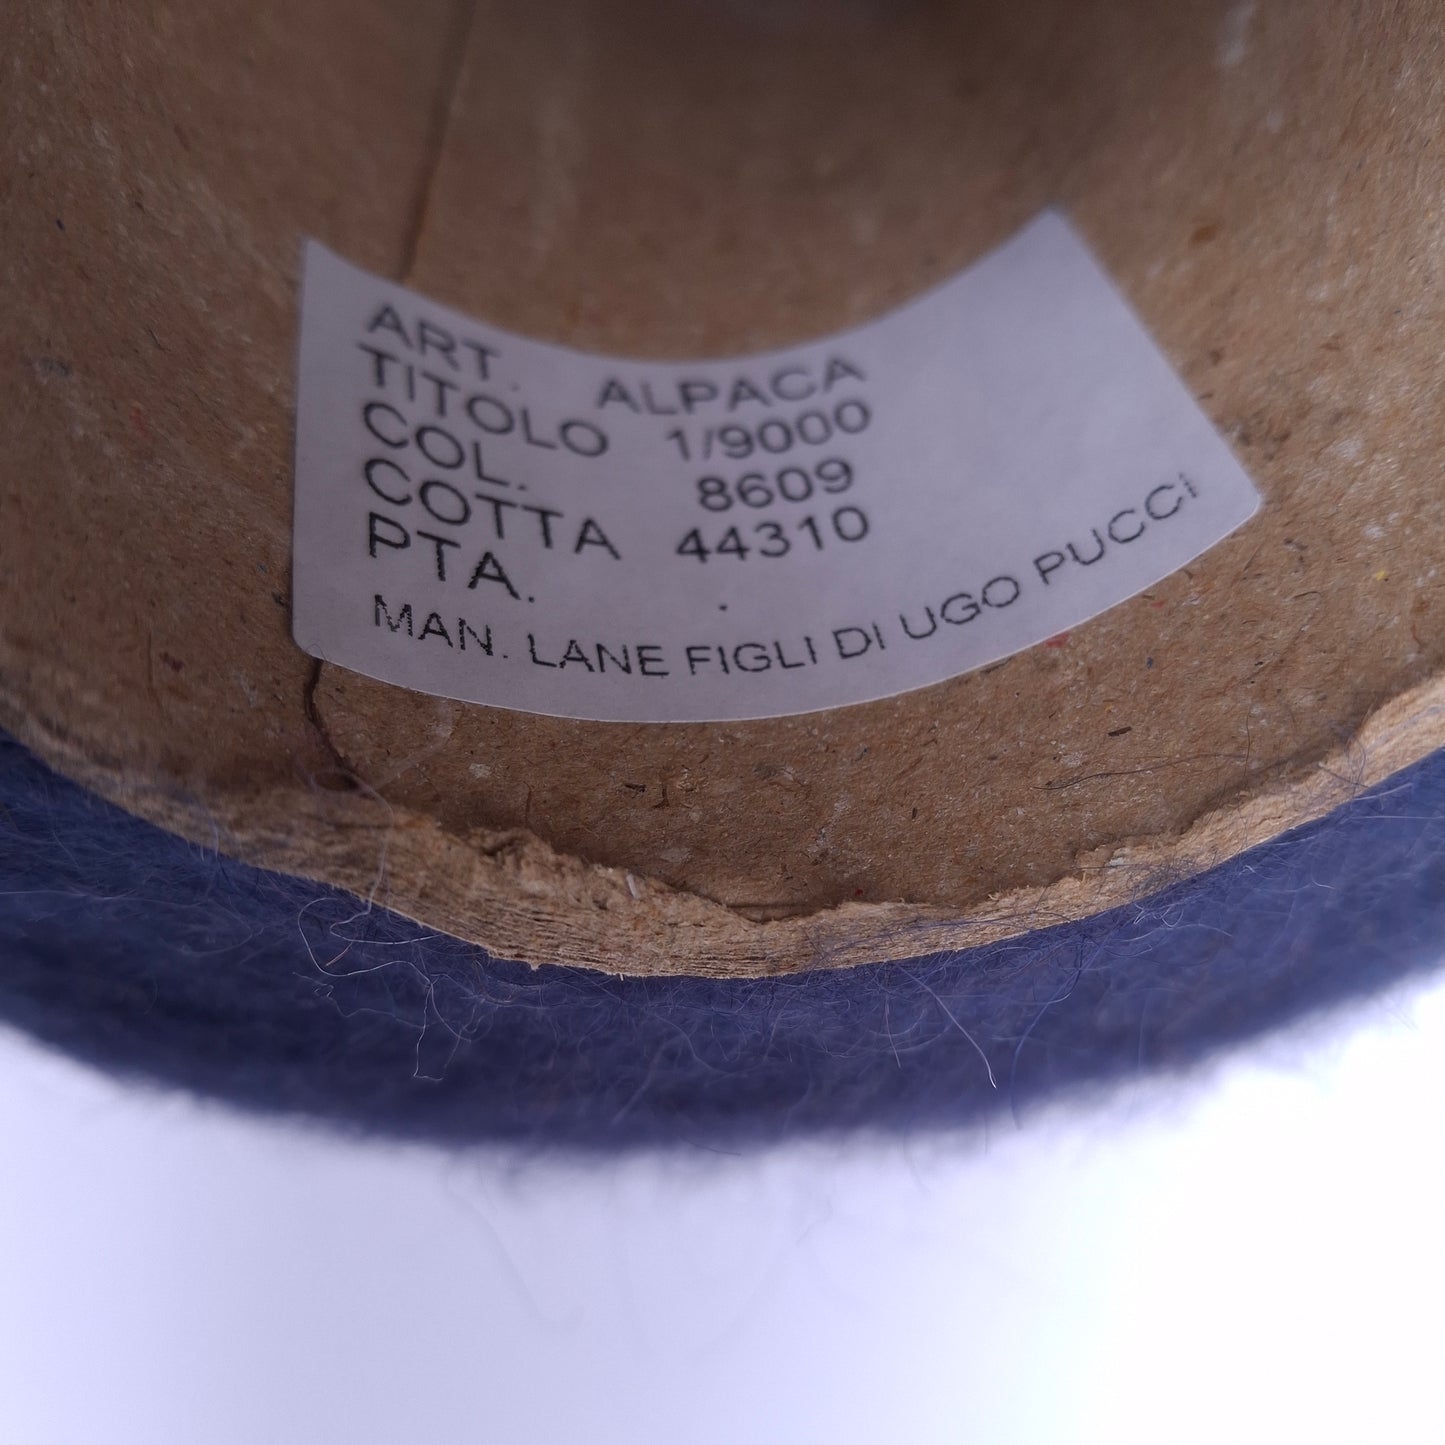 ART. ALPACA
TITOLO 1/9000
COL. 8609
COTTA 44310
PTA. .
MAN. LANE FIGLI DI UGO PUCCI